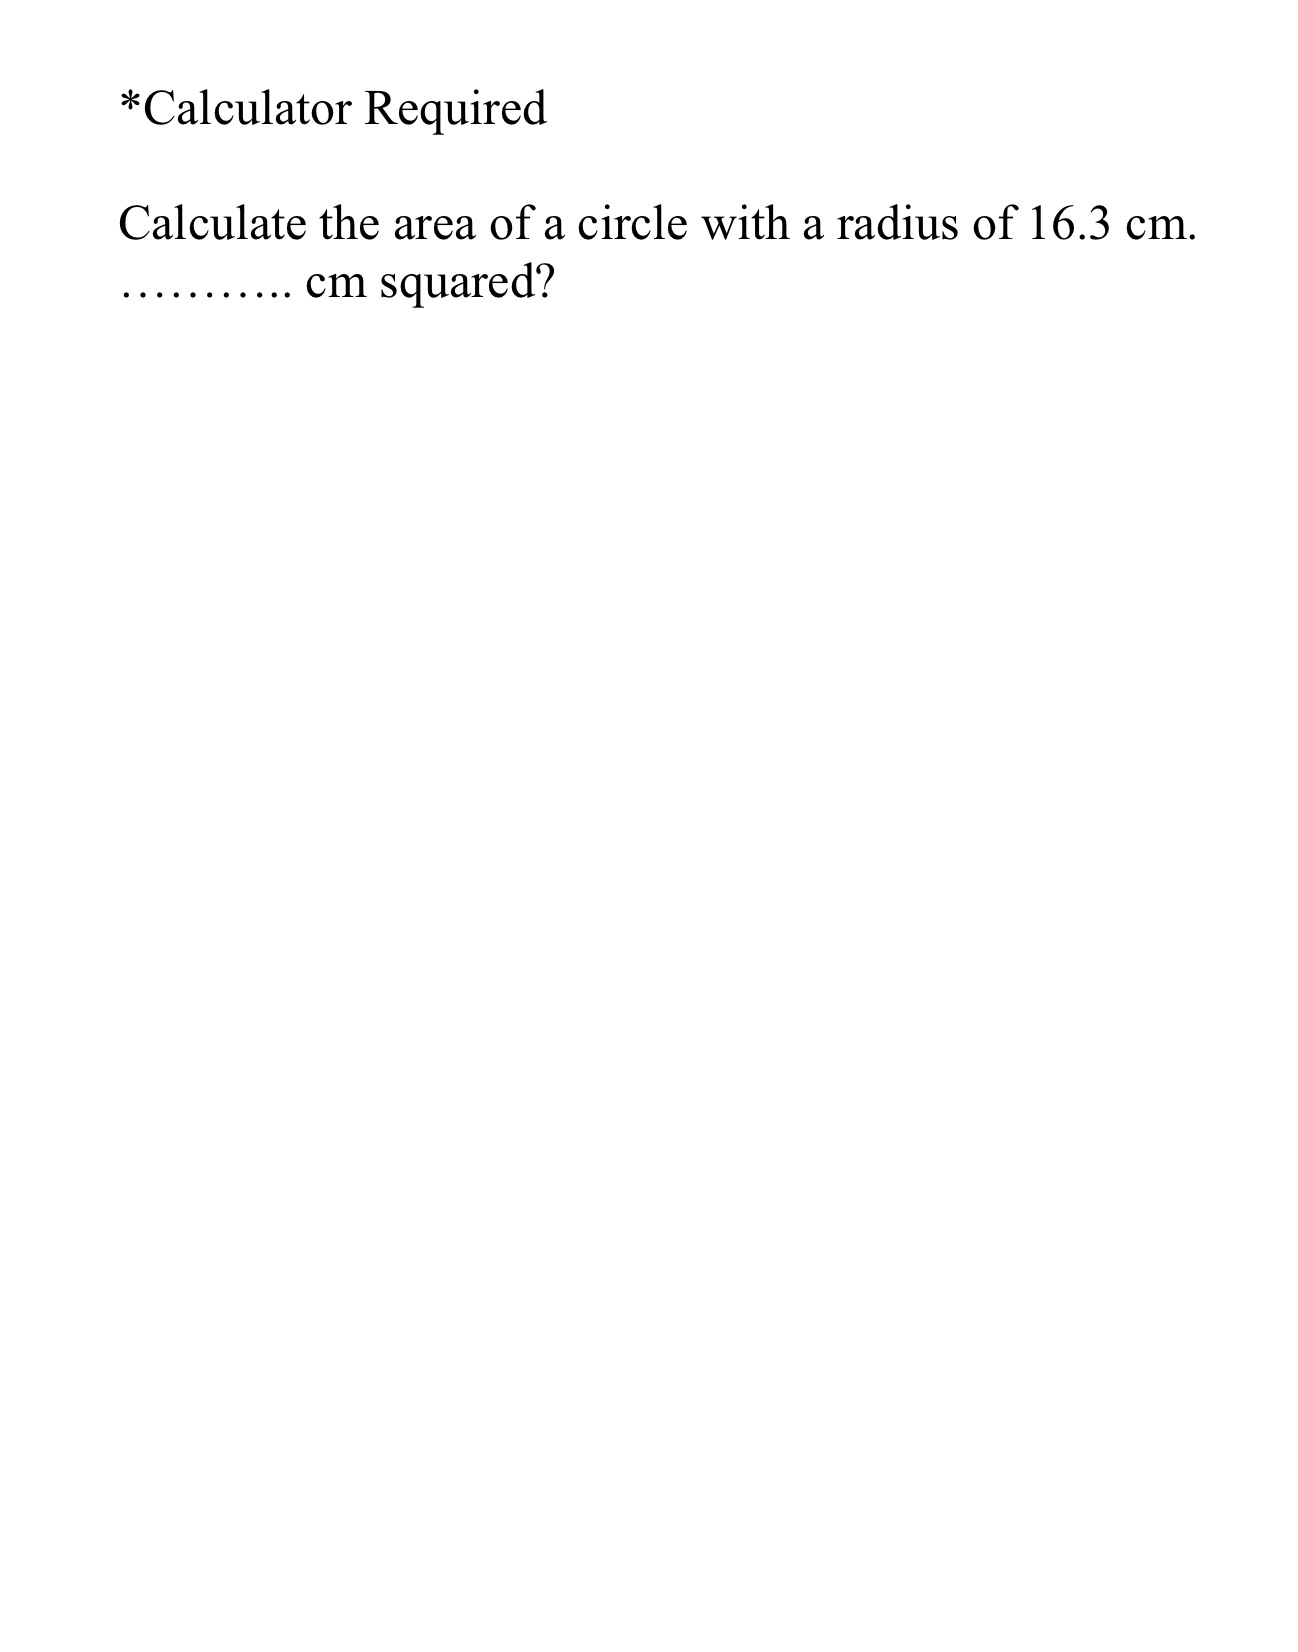 *Calculator Required
Calculate the area of a circle with a radius of 16.3 cm.
……….. cm squared?